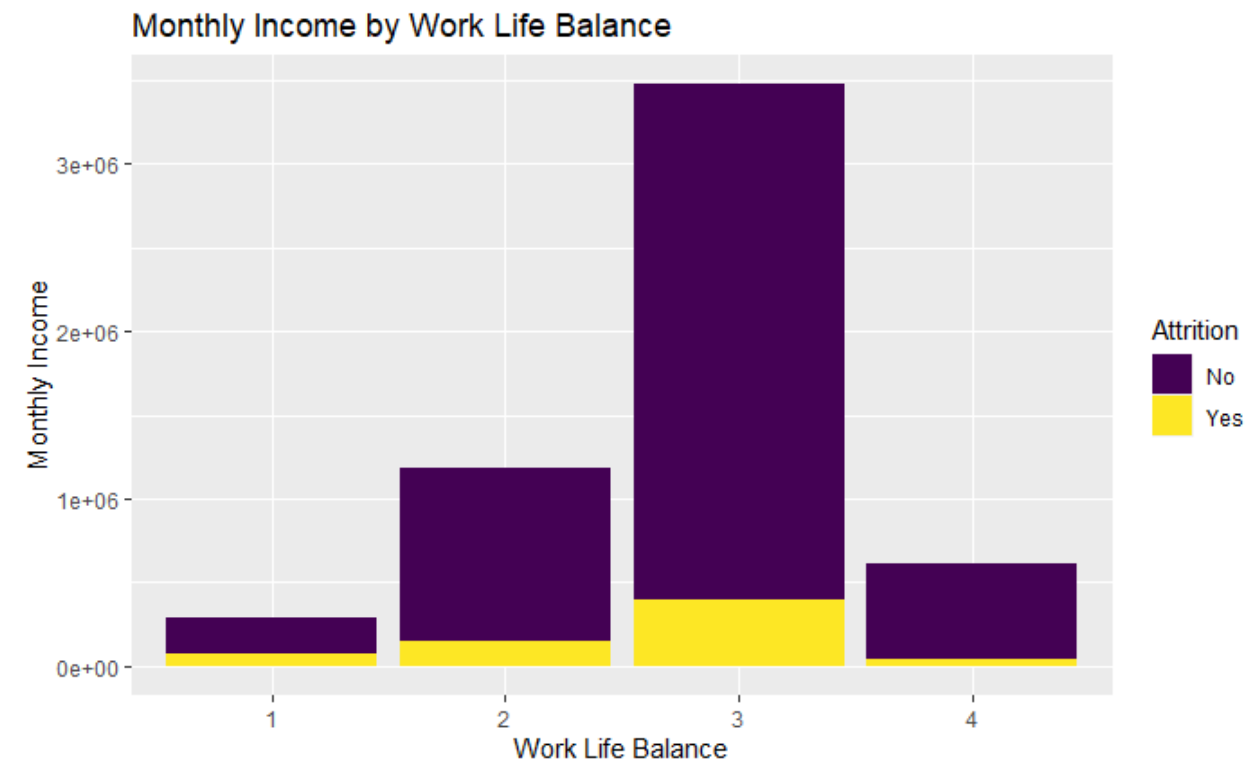 Monthly Income by Work Life Balance
Monthly Income
3e+06
2e+06
1e+06
0e+00
1 2 3 4
Work Life Balance
Attrition
No
Yes